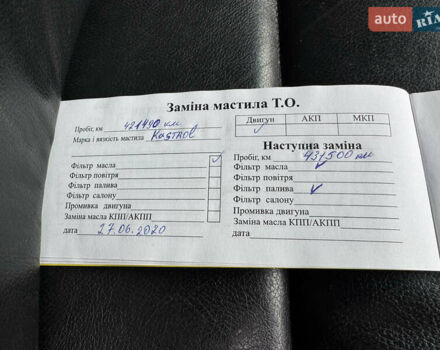 auto RIA
Заміна мастила Т.О.
Пробіг, км 421490 км
Марка і вязкість мастила Kastrol
Фільтр масла
Фільтр повітря
Фільтр палива
Фільтр салону
Промивка двигуна
Заміна масла КПП/АКПП
дата 27.06.2020
Двигун АКП МКП
Наступна заміна
Пробіг, км 431500 км
Фільтр масла
Фільтр повітря
Фільтр палива
Фільтр салону
Промивка двигуна
Заміна масла КПП/АКПП
дата